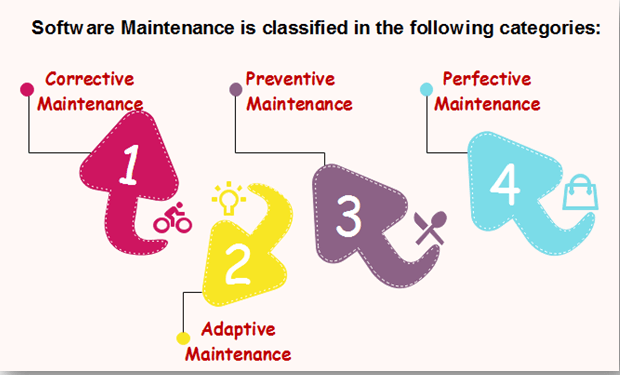 Software Maintenance is classified in the following categories:
Corrective
Maintenance
1
2
Adaptive
Maintenance
Preventive
Maintenance
3
Perfective
Maintenance
4